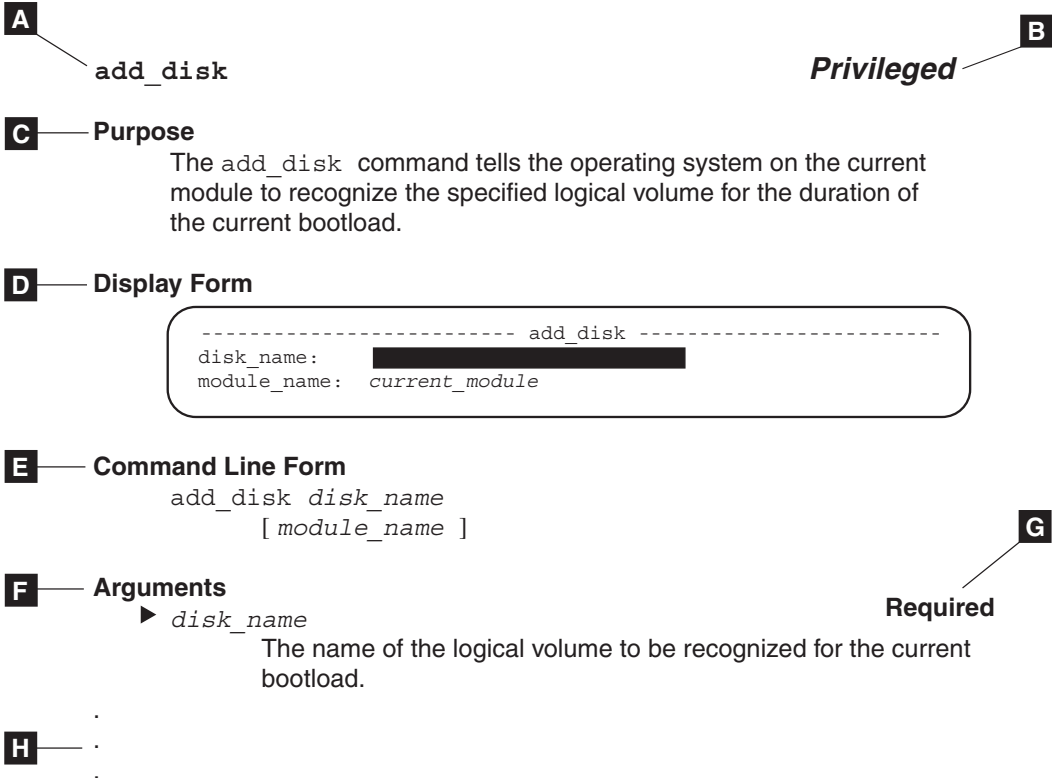 A
B
add_disk Privileged
C Purpose
The add_disk command tells the operating system on the current
module to recognize the specified logical volume for the duration of
the current bootload.
D Display Form
-------------------------- add_disk -------------------------
disk_name:
module_name: current_module
E Command Line Form
add_disk disk_name
[ module_name ]
G
F Arguments
Required
▶ disk_name
The name of the logical volume to be recognized for the current
bootload.
.
H .
.